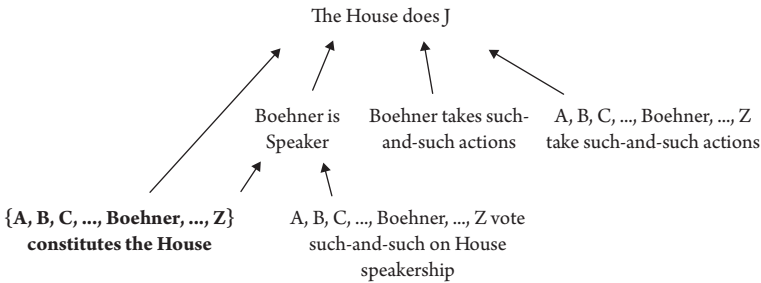 The House does J
Boehner is
Speaker
Boehner takes such-
and-such actions
A, B, C, ..., Boehner, ..., Z
take such-and-such actions
{A, B, C, ..., Boehner, ..., Z}
constitutes the House
A, B, C, ..., Boehner, ..., Z vote
such-and-such on House
speakership